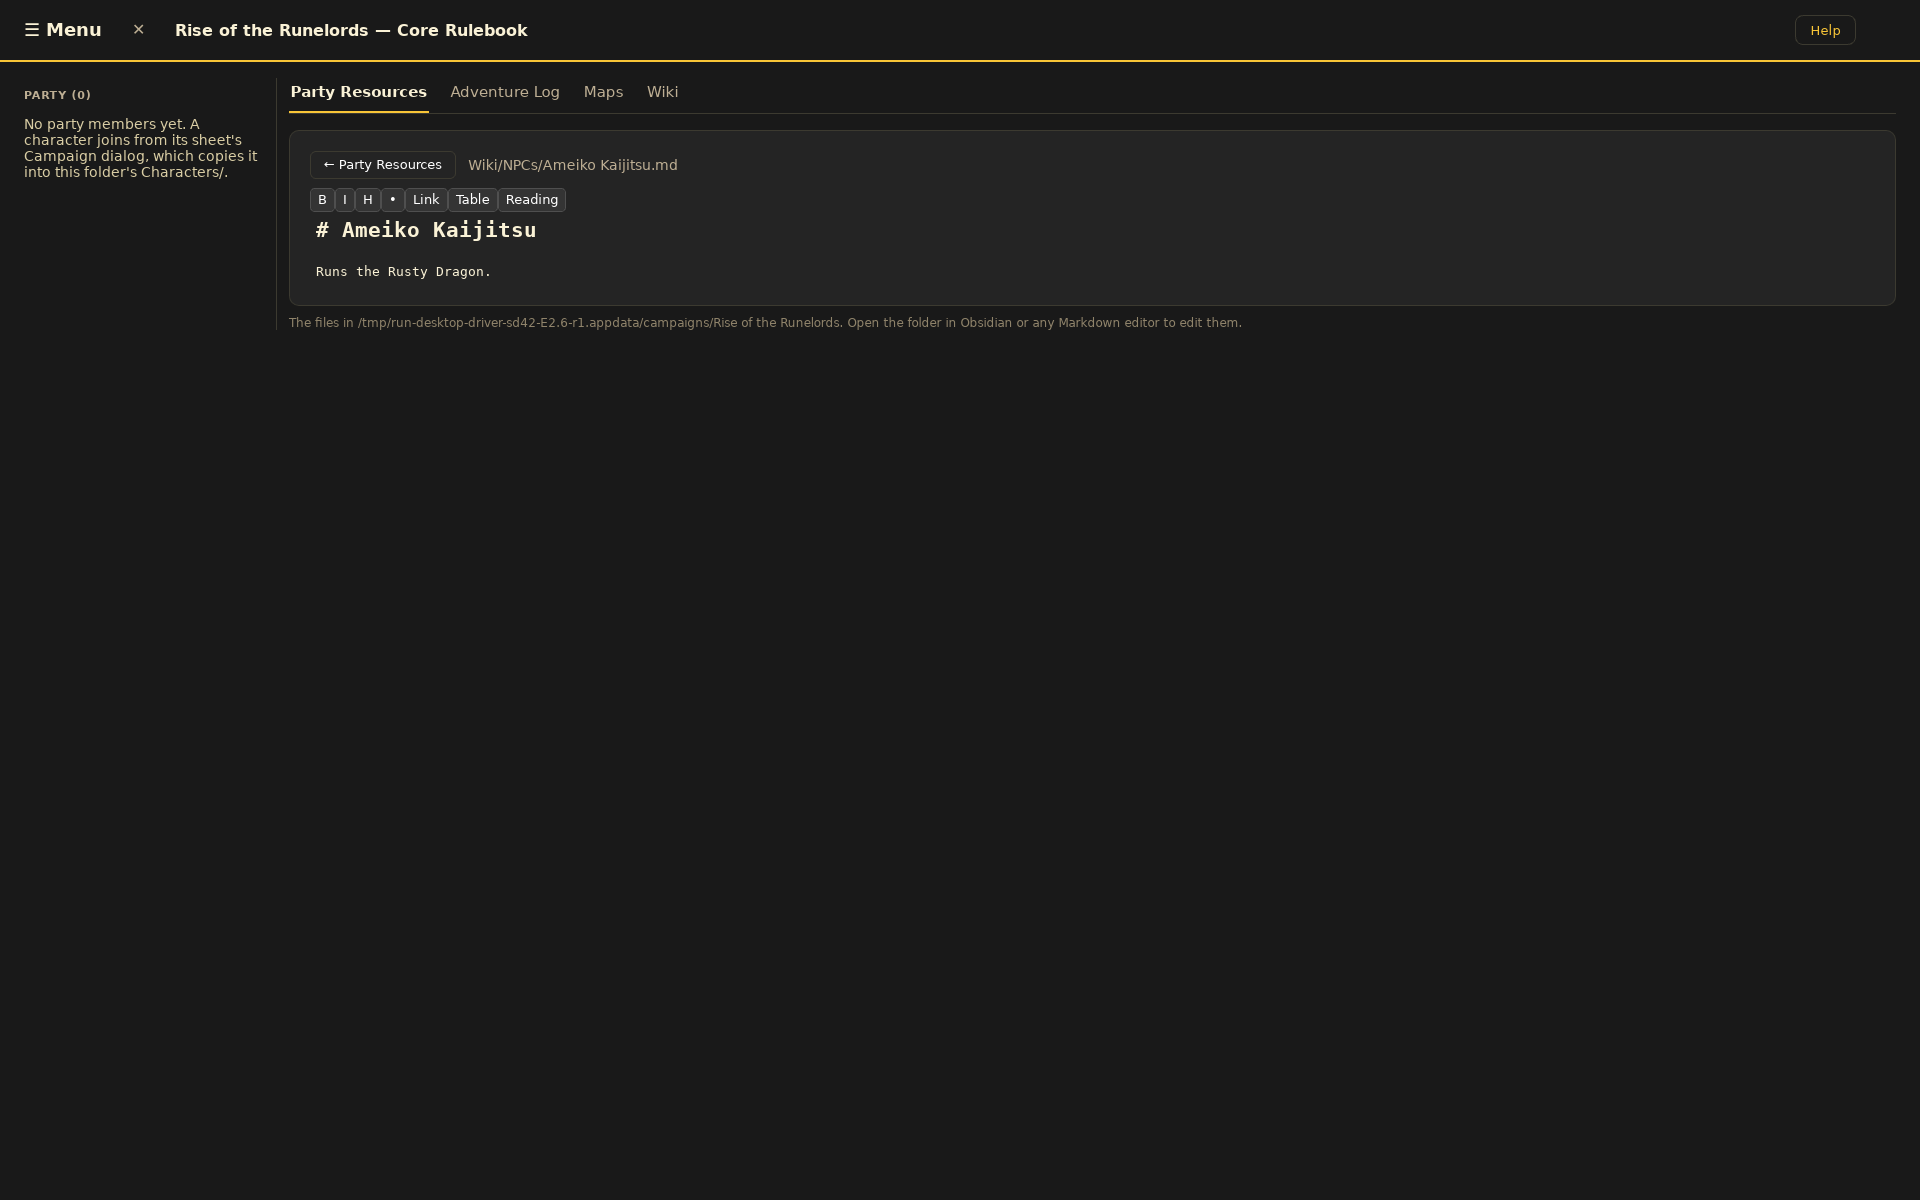 ☰ Menu ✕ Rise of the Runelords — Core Rulebook Help
PARTY (0)
No party members yet. A
character joins from its sheet's
Campaign dialog, which copies it
into this folder's Characters/.
Party Resources Adventure Log Maps Wiki
← Party Resources Wiki/NPCs/Ameiko Kaijitsu.md
B I H • Link Table Reading
# Ameiko Kaijitsu
Runs the Rusty Dragon.
The files in /tmp/run-desktop-driver-sd42-E2.6-r1.appdata/campaigns/Rise of the Runelords. Open the folder in Obsidian or any Markdown editor to edit them.